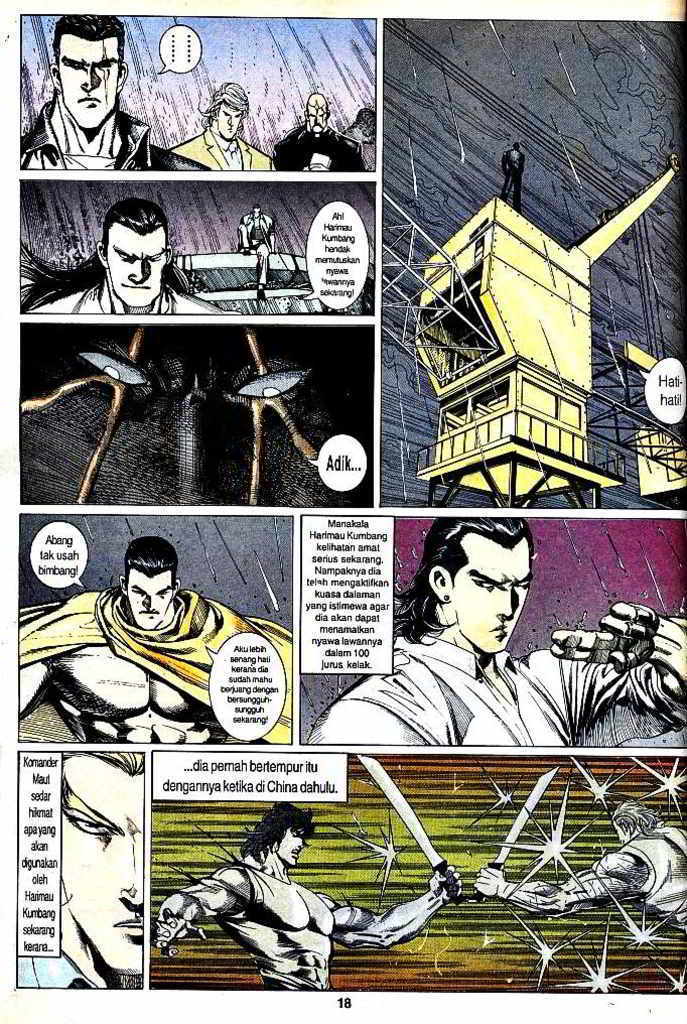 Ah!
Harimau
Kumbang
hendak
memutuskan
nyawa
sekarang!
Adik...
Hati-
hati!
Abang
tak usah
bimbang!
Aku lebih
senang hati
kerana dia
sudah mahu
berjuang dengan
bersungguh-
sungguh
sekarang!
Manakala
Harimau Kumbang
kelihatan amat
serius sekarang.
Nampaknya dia
telah mengaktifkan
kuasa dalaman
yang istimewa agar
dia akan dapat
menamatkan
nyawa lawannya
dalam 100
jurus kelak.
Komander
Maut
sedar
hikmat
apa yang
akan
digunakan
oleh
Harimau
Kumbang
sekarang
kerana...
...dia pernah bertempur itu
dengannya ketika di China dahulu.
18